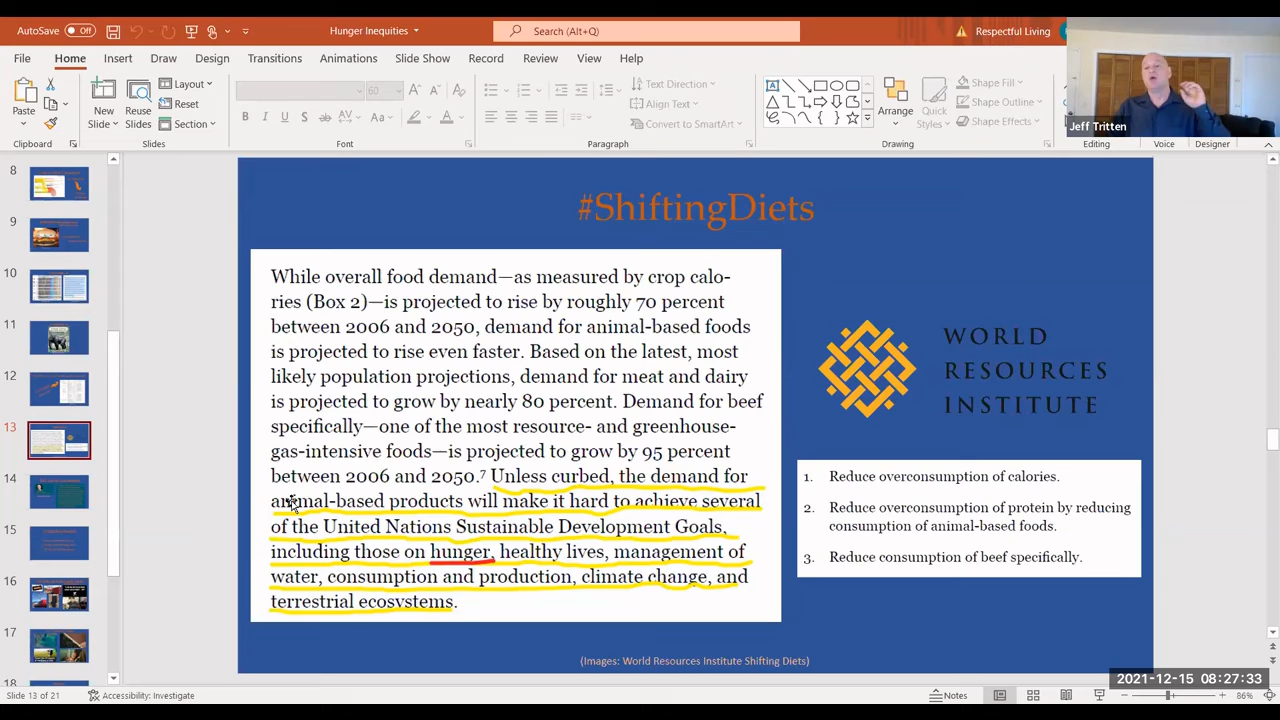 AutoSave
Off
Hunger Inequities
Search (Alt+Q)
Respectful Living
File
Home
Insert
Draw
Design
Transitions
Animations
Slide Show
Record
Review
View
Help
Paste
New
Slide
Reuse
Slides
Layout
Reset
Section
60
Text Direction
Align Text
Convert to SmartArt
Arrange
Quick
Styles
Shape Fill
Shape Outline
Shape Effects
Jeff Tritten
Clipboard
Slides
Font
Paragraph
Drawing
Editing
Voice
Designer
8
9
10
11
12
13
14
15
16
17
18
#ShiftingDiets
While overall food demand—as measured by crop calo-
ries (Box 2)—is projected to rise by roughly 70 percent
between 2006 and 2050, demand for animal-based foods
is projected to rise even faster. Based on the latest, most
likely population projections, demand for meat and dairy
is projected to grow by nearly 80 percent. Demand for beef
specifically—one of the most resource- and greenhouse-
gas-intensive foods—is projected to grow by 95 percent
between 2006 and 2050.⁷ Unless curbed, the demand for
animal-based products will make it hard to achieve several
of the United Nations Sustainable Development Goals,
including those on hunger, healthy lives, management of
water, consumption and production, climate change, and
terrestrial ecosystems.
WORLD
RESOURCES
INSTITUTE
1. Reduce overconsumption of calories.
2. Reduce overconsumption of protein by reducing
consumption of animal-based foods.
3. Reduce consumption of beef specifically.
(Images: World Resources Institute Shifting Diets)
2021-12-15 08:27:33
Slide 13 of 21
Accessibility: Investigate
Notes
86%